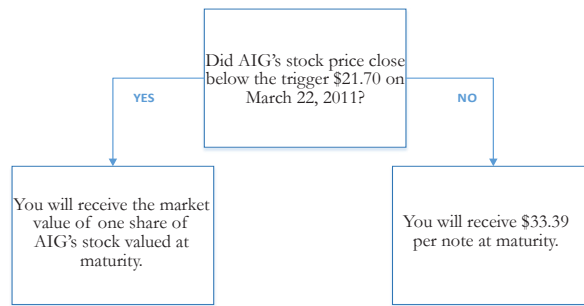 Did AIG's stock price close
below the trigger $21.70 on
March 22, 2011?
YES
NO
You will receive the market
value of one share of
AIG's stock valued at
maturity.
You will receive $33.39
per note at maturity.